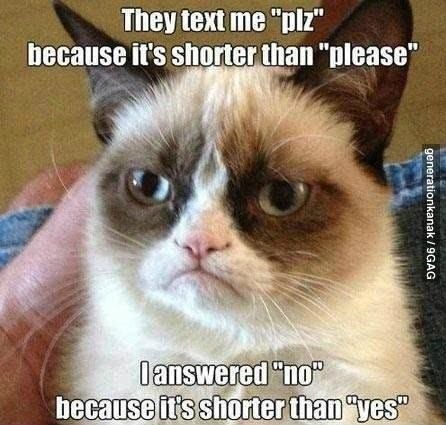 They text me "plz"
because it's shorter than "please"
generationkanak / 9GAG
I answered "no"
because it's shorter than "yes"